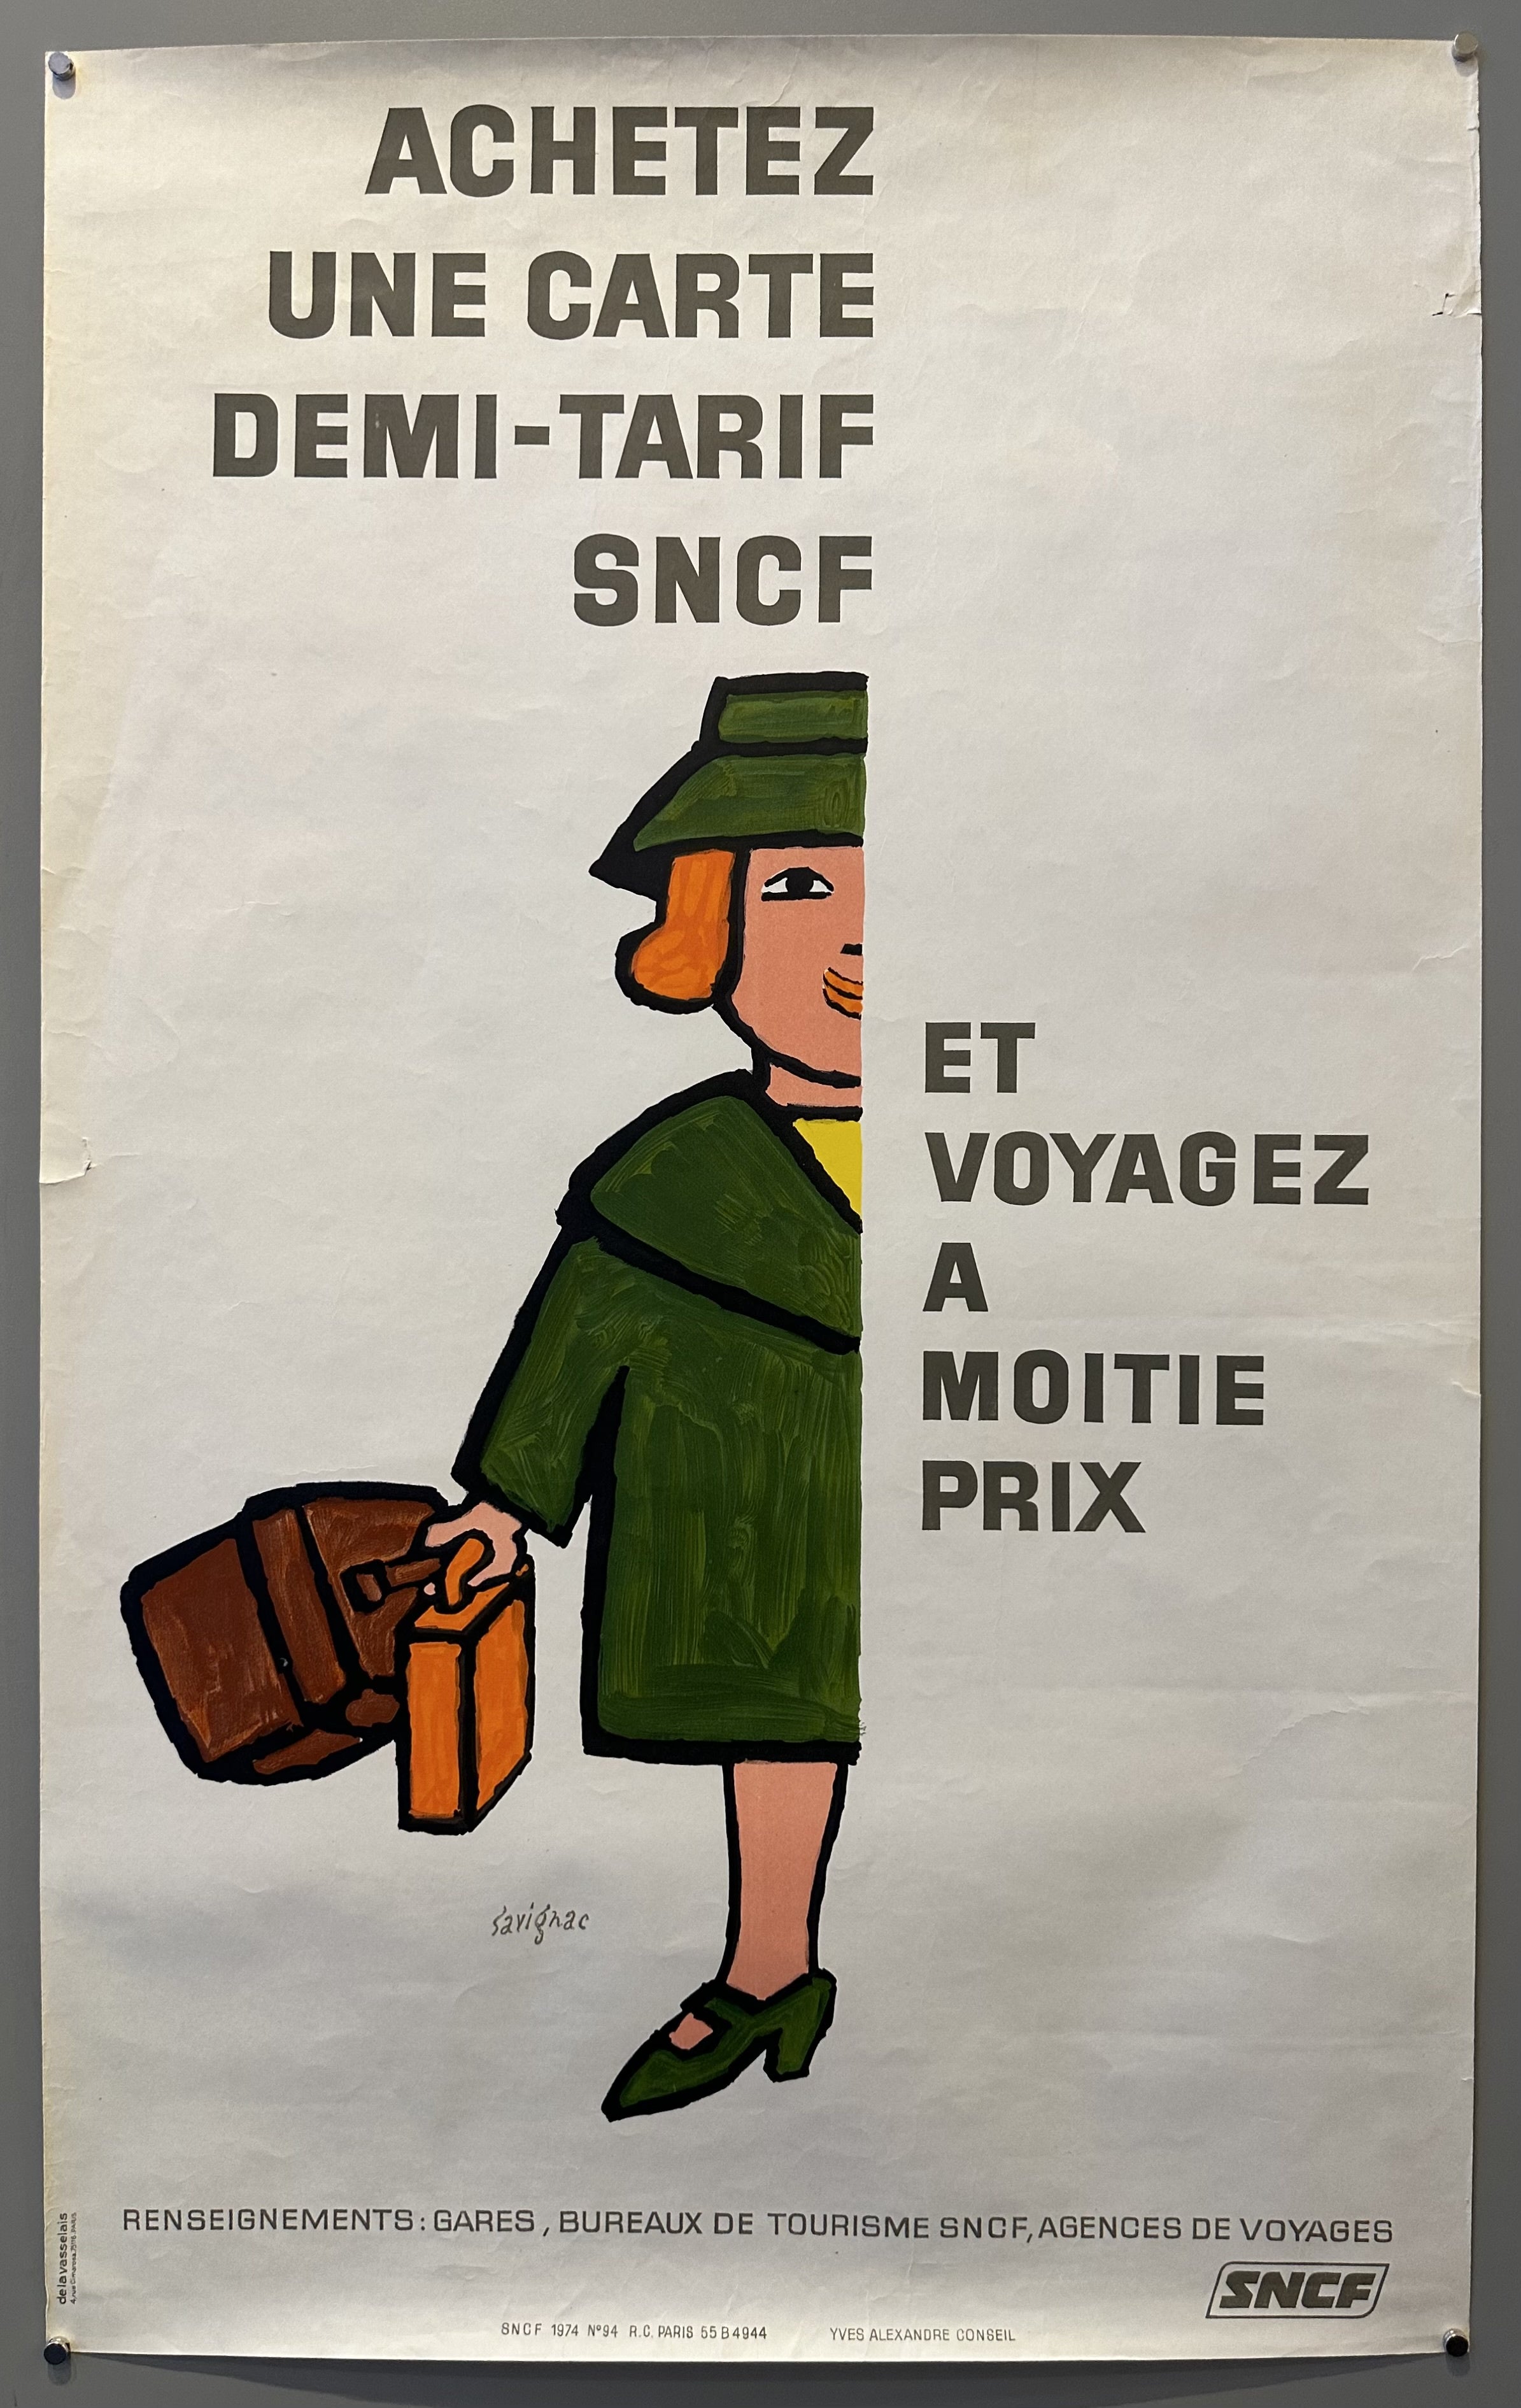 ACHETEZ
UNE CARTE
DEMI-TARIF
SNCF
ET
VOYAGEZ
A
MOITIE
PRIX
Savignac
RENSEIGNEMENTS: GARES, BUREAUX DE TOURISME SNCF, AGENCES DE VOYAGES
SNCF
SNCF 1974 N°94 R.C. PARIS 55 B 4944
YVES ALEXANDRE CONSEIL
delavasselais